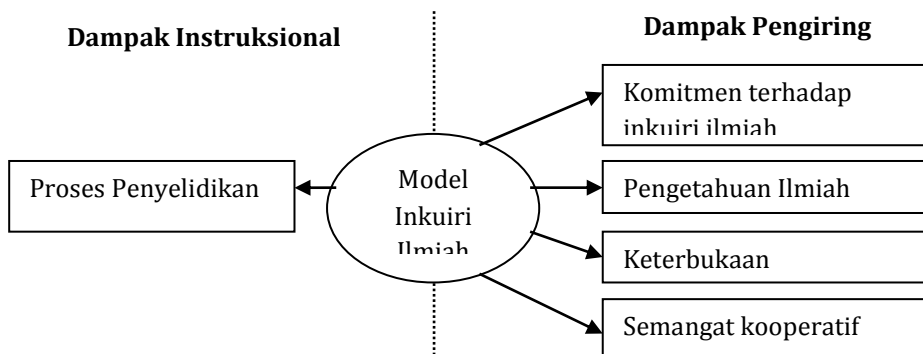 Dampak Instruksional
Dampak Pengiring
Komitmen terhadap
inkuiri ilmiah
Proses Penyelidikan
Model
Inkuiri
Ilmiah
Pengetahuan Ilmiah
Keterbukaan
Semangat kooperatif